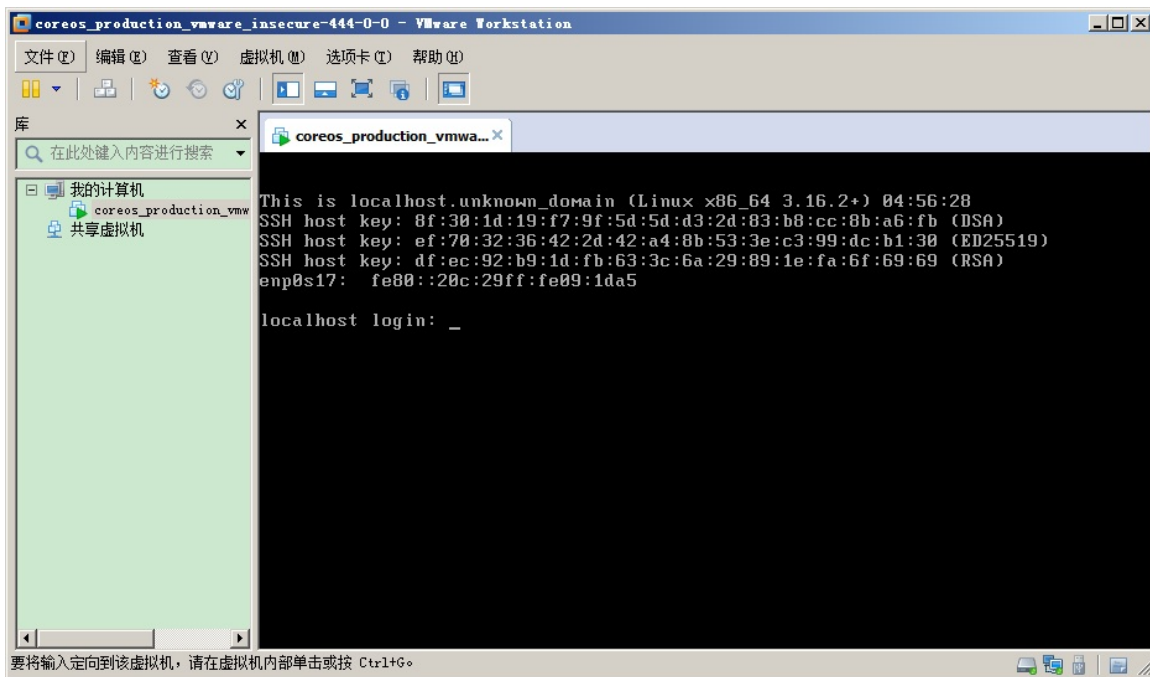 coreos_production_vmware_insecure-444-0-0 - VMware Workstation
文件(F) 编辑(E) 查看(V) 虚拟机(M) 选项卡(T) 帮助(H)
库
coreos_production_vmwa...
在此处键入内容进行搜索
我的计算机
coreos_production_vmw
共享虚拟机
This is localhost.unknown_domain (Linux x86_64 3.16.2+) 04:56:28
SSH host key: 8f:30:1d:19:f7:9f:5d:5d:d3:2d:83:b8:cc:8b:a6:fb (DSA)
SSH host key: ef:70:32:36:42:2d:42:a4:8b:53:3e:c3:99:dc:b1:30 (ED25519)
SSH host key: df:ec:92:b9:1d:fb:63:3c:6a:29:89:1e:fa:6f:69:69 (RSA)
enp0s17: fe80::20c:29ff:fe09:1da5
localhost login: _
要将输入定向到该虚拟机，请在虚拟机内部单击或按 Ctrl+G。